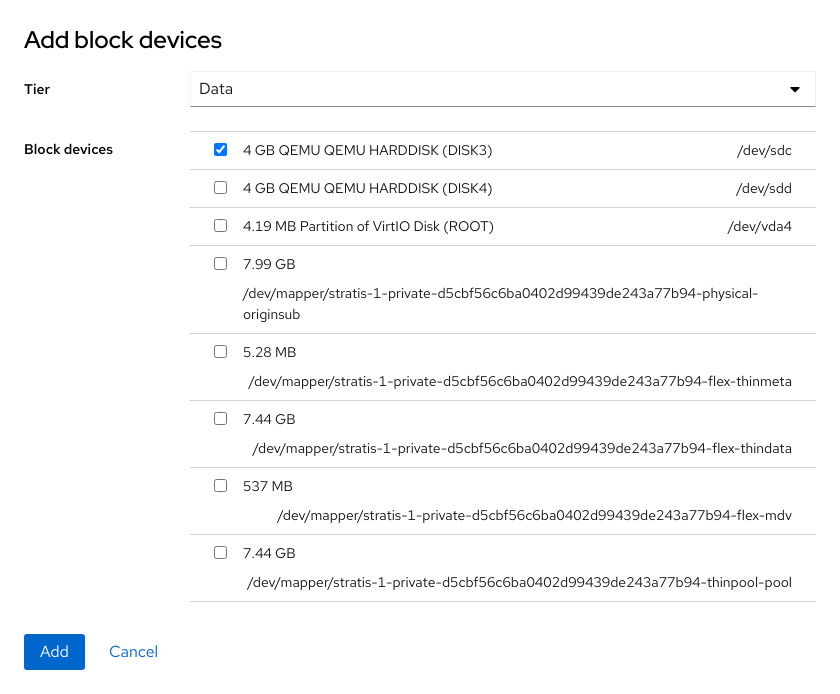 Add block devices
Tier
Data
Block devices
4 GB QEMU QEMU HARDDISK (DISK3) /dev/sdc
4 GB QEMU QEMU HARDDISK (DISK4) /dev/sdd
4.19 MB Partition of VirtIO Disk (ROOT) /dev/vda4
7.99 GB
/dev/mapper/stratis-1-private-d5cbf56c6ba0402d99439de243a77b94-physical-
originsub
5.28 MB
/dev/mapper/stratis-1-private-d5cbf56c6ba0402d99439de243a77b94-flex-thinmeta
7.44 GB
/dev/mapper/stratis-1-private-d5cbf56c6ba0402d99439de243a77b94-flex-thindata
537 MB
/dev/mapper/stratis-1-private-d5cbf56c6ba0402d99439de243a77b94-flex-mdv
7.44 GB
/dev/mapper/stratis-1-private-d5cbf56c6ba0402d99439de243a77b94-thinpool-pool
Add Cancel